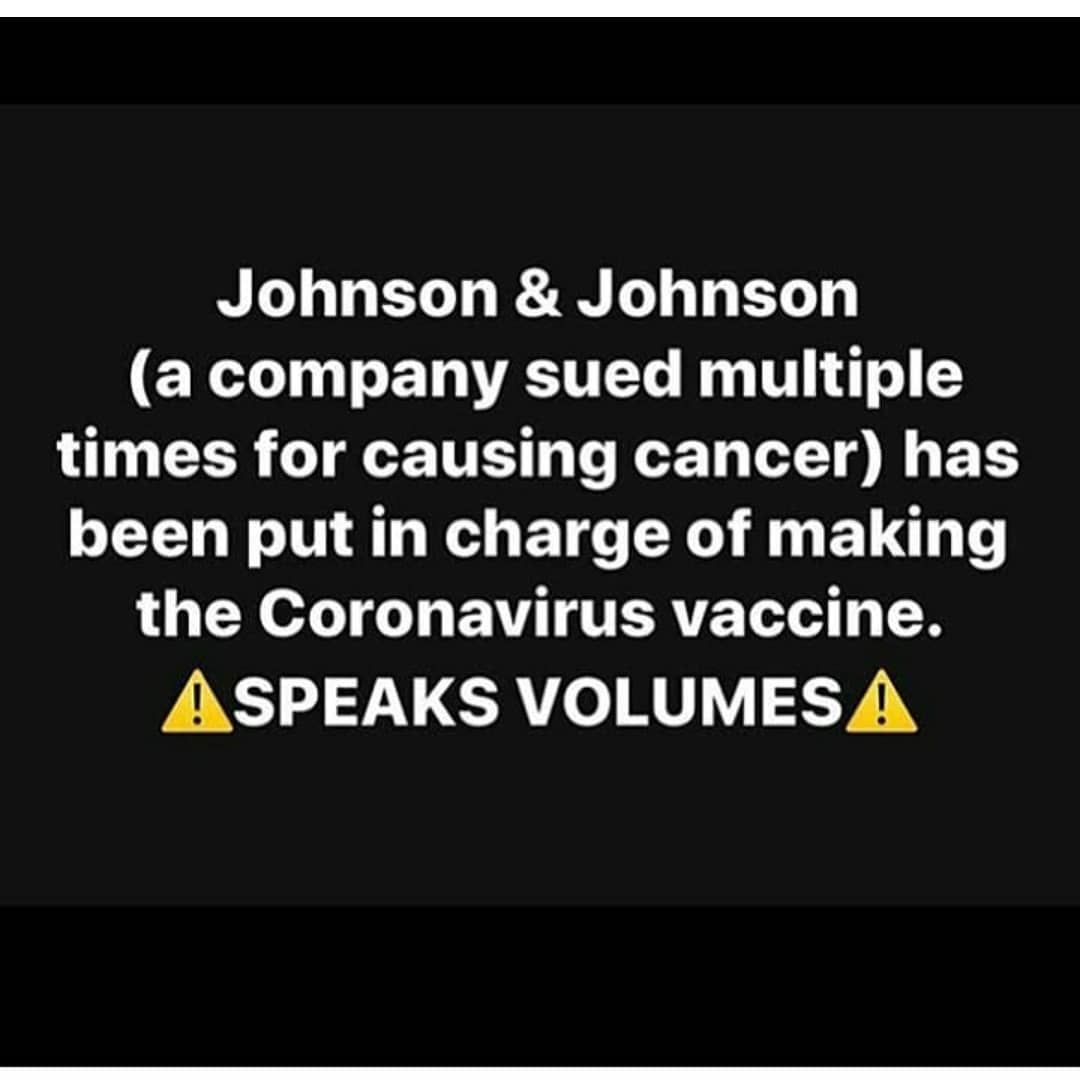 Johnson & Johnson
(a company sued multiple
times for causing cancer) has
been put in charge of making
the Coronavirus vaccine.
⚠️SPEAKS VOLUMES⚠️